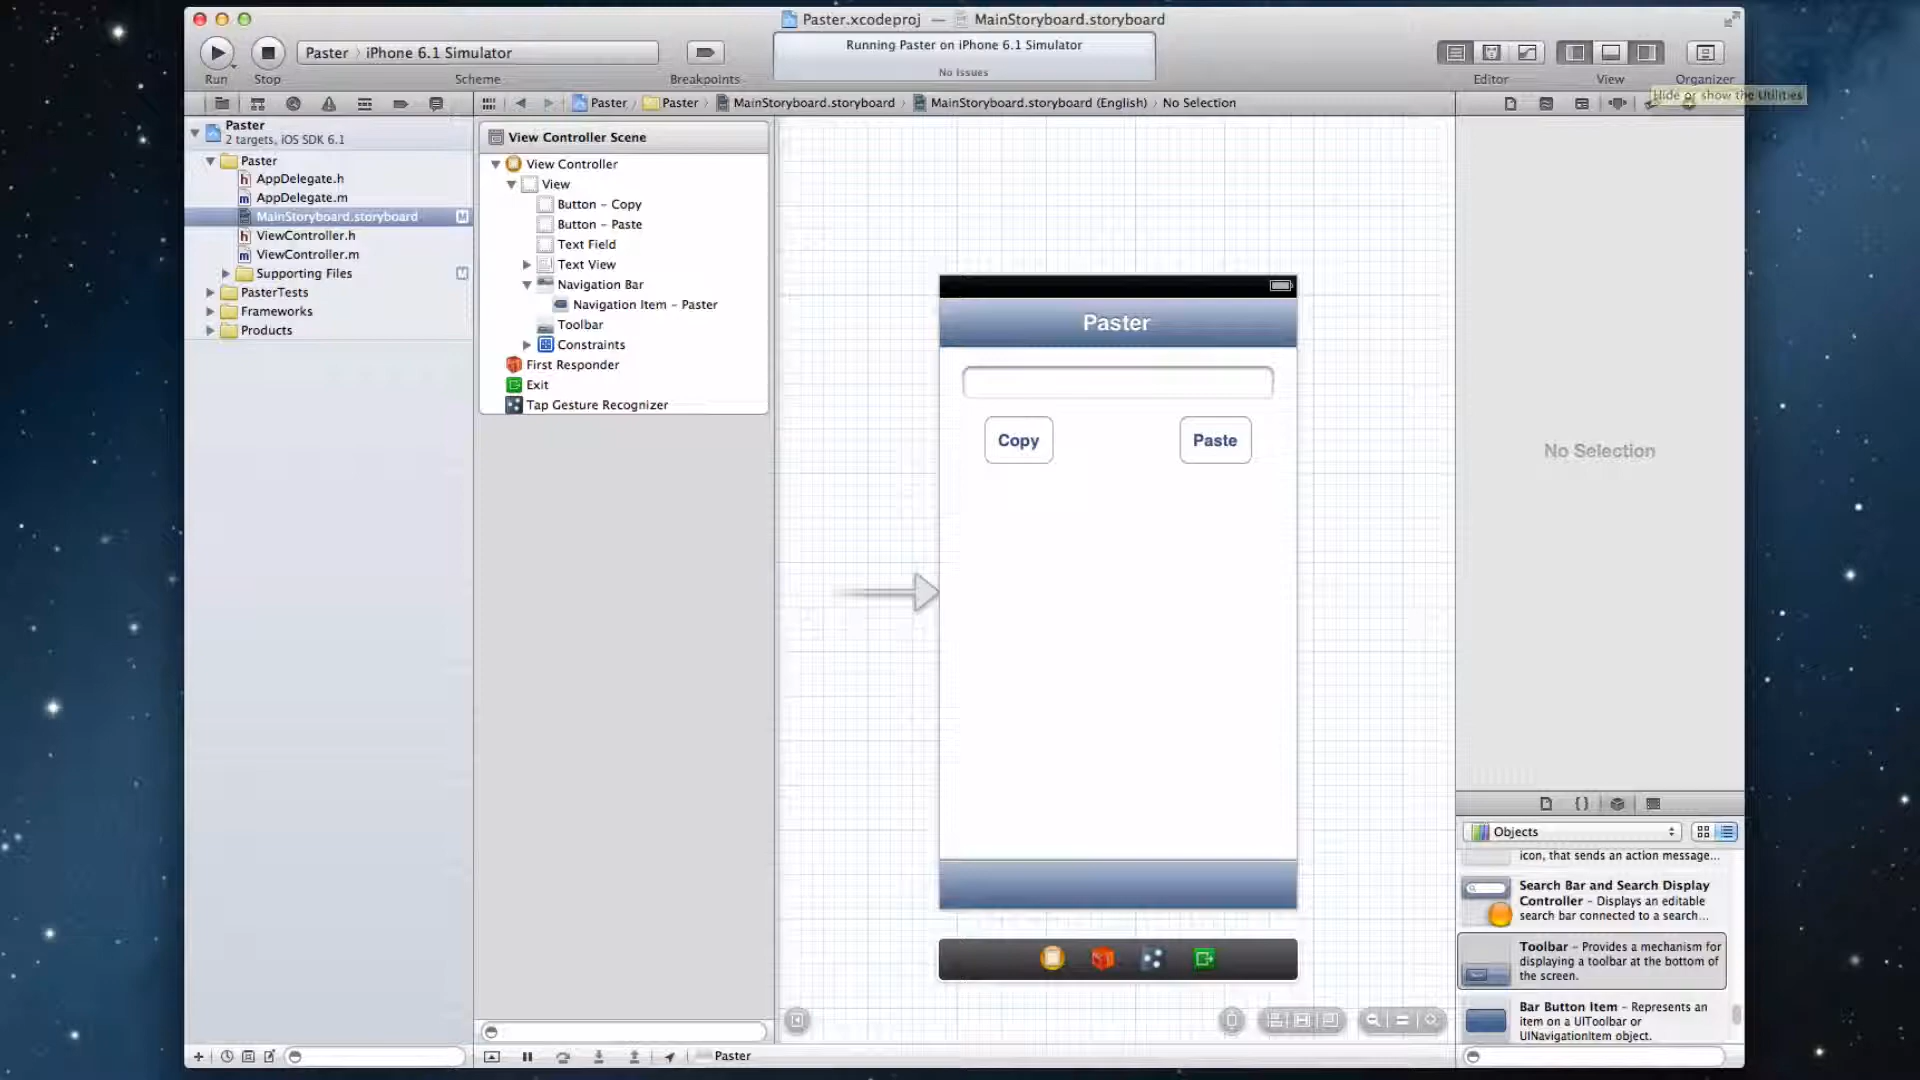 Paster.xcodeproj — MainStoryboard.storyboard
Paster › iPhone 6.1 Simulator
Running Paster on iPhone 6.1 Simulator
No Issues
Run
Stop
Scheme
Breakpoints
Editor
View
Organizer
Hide or show the Utilities
Paster › Paster › MainStoryboard.storyboard › MainStoryboard.storyboard (English) › No Selection
Paster
2 targets, iOS SDK 6.1
Paster
AppDelegate.h
AppDelegate.m
MainStoryboard.storyboard
M
ViewController.h
ViewController.m
Supporting Files
M
PasterTests
Frameworks
Products
View Controller Scene
View Controller
View
Button – Copy
Button – Paste
Text Field
Text View
Navigation Bar
Navigation Item – Paster
Toolbar
Constraints
First Responder
Exit
Tap Gesture Recognizer
Paster
Copy
Paste
No Selection
Objects
icon, that sends an action message...
Search Bar and Search Display
Controller – Displays an editable
search bar connected to a search...
Toolbar – Provides a mechanism for
displaying a toolbar at the bottom of
the screen.
Bar Button Item – Represents an
item on a UIToolbar or
UINavigationItem object.
Paster